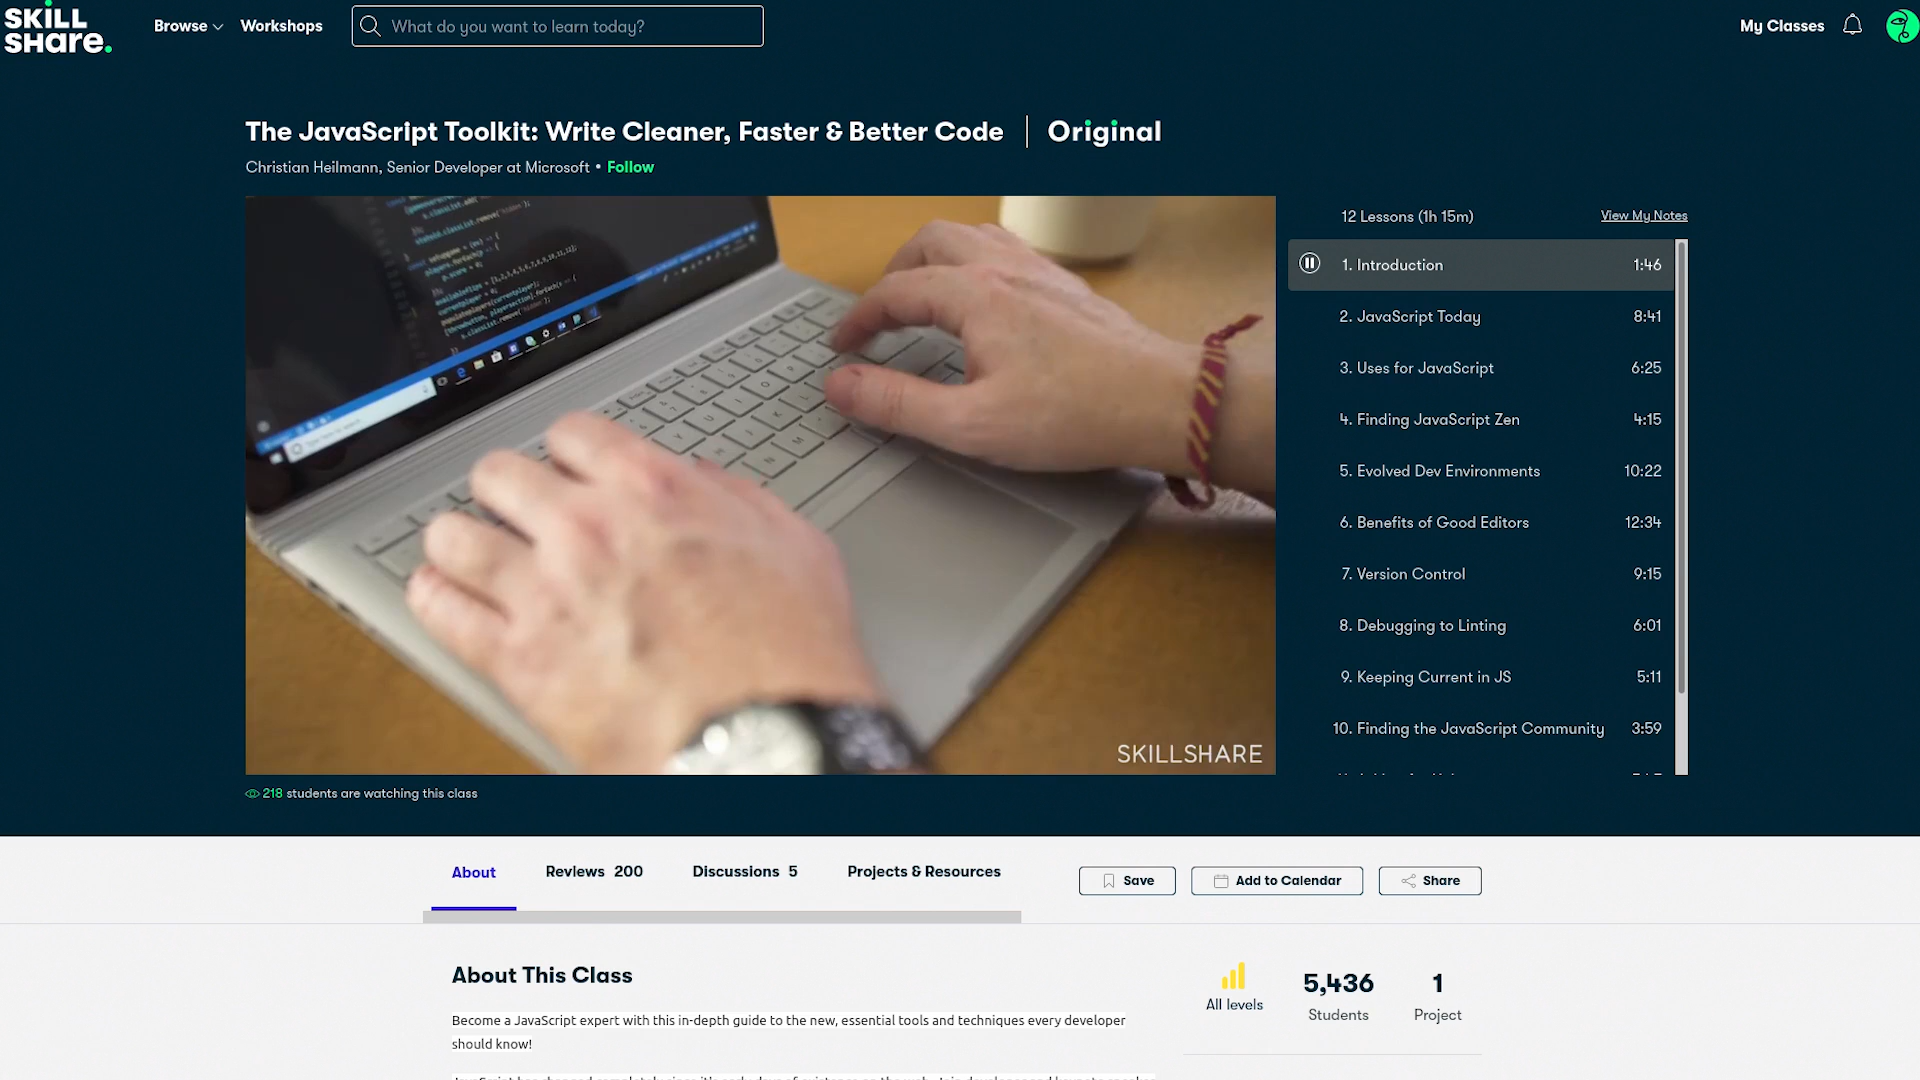 SKILL
SHARE.
Browse
Workshops
What do you want to learn today?
My Classes
The JavaScript Toolkit: Write Cleaner, Faster & Better Code
Original
Christian Heilmann, Senior Developer at Microsoft • Follow
SKILLSHARE
12 Lessons (1h 15m)
View My Notes
1. Introduction 1:46
2. JavaScript Today 8:41
3. Uses for JavaScript 6:25
4. Finding JavaScript Zen 4:15
5. Evolved Dev Environments 10:22
6. Benefits of Good Editors 12:34
7. Version Control 9:15
8. Debugging to Linting 6:01
9. Keeping Current in JS 5:11
10. Finding the JavaScript Community 3:59
218 students are watching this class
About
Reviews 200
Discussions 5
Projects & Resources
Save
Add to Calendar
Share
About This Class
Become a JavaScript expert with this in-depth guide to the new, essential tools and techniques every developer
should know!
All levels
5,436
Students
1
Project